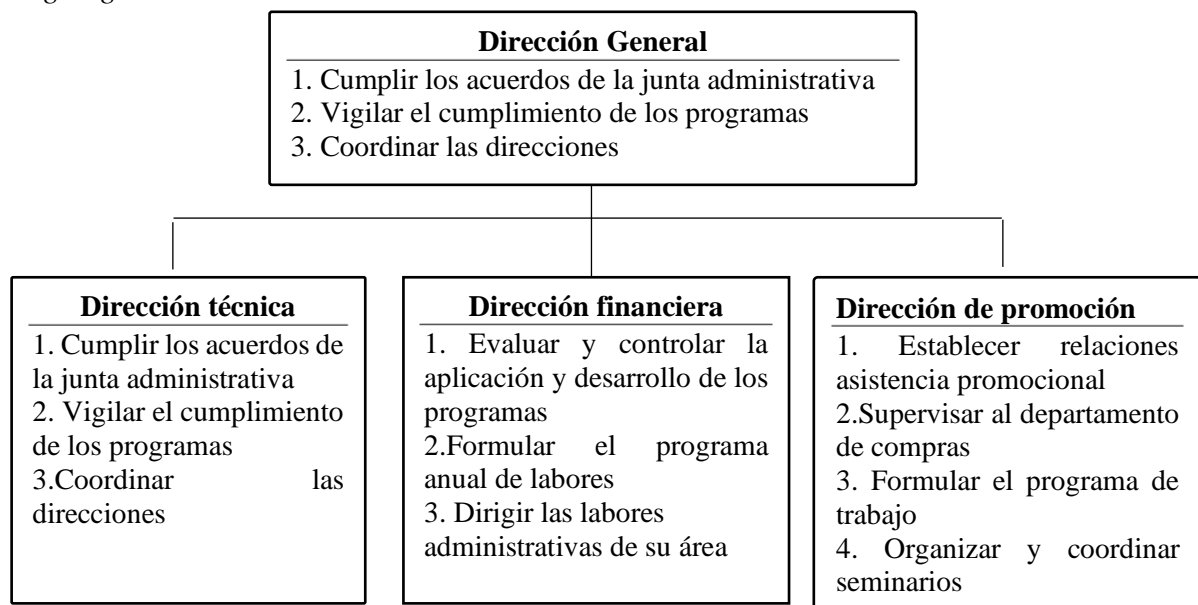 Dirección General
1. Cumplir los acuerdos de la junta administrativa
2. Vigilar el cumplimiento de los programas
3. Coordinar las direcciones
Dirección técnica
1. Cumplir los acuerdos de
la junta administrativa
2. Vigilar el cumplimiento
de los programas
3.Coordinar las
direcciones
Dirección financiera
1. Evaluar y controlar la
aplicación y desarrollo de los
programas
2.Formular el programa
anual de labores
3. Dirigir las labores
administrativas de su área
Dirección de promoción
1. Establecer relaciones
asistencia promocional
2.Supervisar al departamento
de compras
3. Formular el programa de
trabajo
4. Organizar y coordinar
seminarios